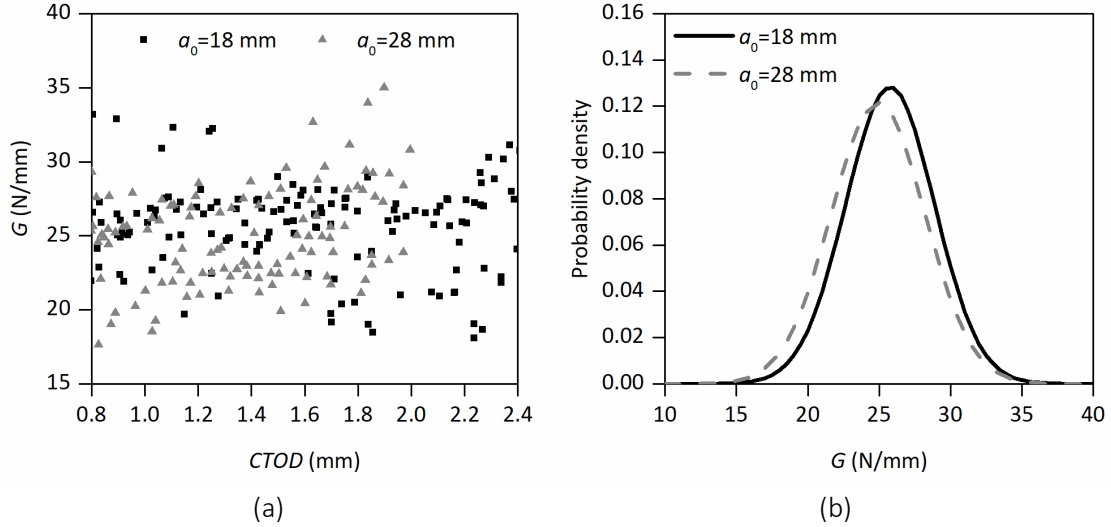 40
35
30
25
20
15
G (N/mm)
a0=18 mm
a0=28 mm
0.8 1.0 1.2 1.4 1.6 1.8 2.0 2.2 2.4
CTOD (mm)
(a)
0.16
0.14
0.12
0.10
0.08
0.06
0.04
0.02
0.00
Probability density
a0=18 mm
a0=28 mm
10 15 20 25 30 35 40
G (N/mm)
(b)